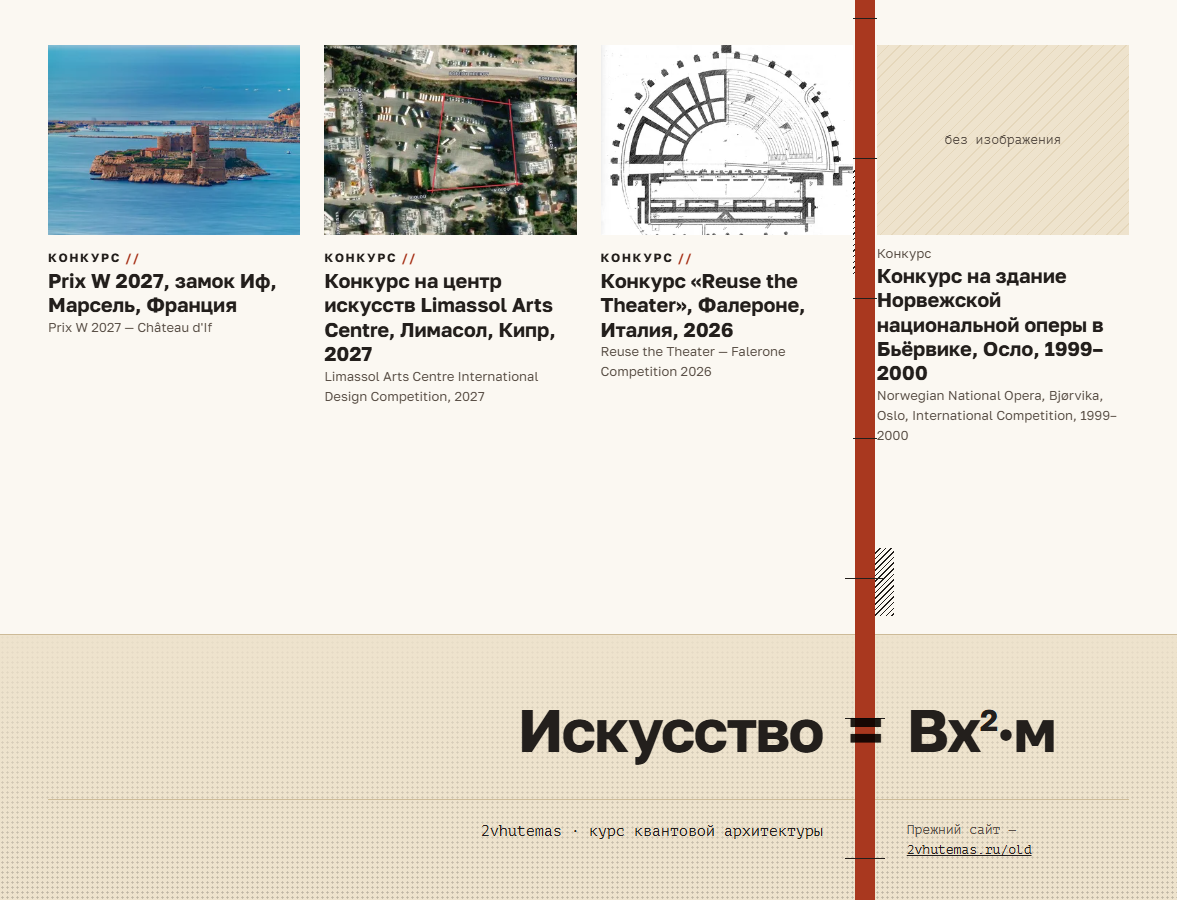 без изображения
КОНКУРС //
Prix W 2027, замок Иф,
Марсель, Франция
Prix W 2027 — Château d'If
КОНКУРС //
Конкурс на центр
искусств Limassol Arts
Centre, Лимасол, Кипр,
2027
Limassol Arts Centre International
Design Competition, 2027
КОНКУРС //
Конкурс «Reuse the
Theater», Фалероне,
Италия, 2026
Reuse the Theater — Falerone
Competition 2026
Конкурс
Конкурс на здание
Норвежской
национальной оперы в
Бьёрвике, Осло, 1999–
2000
Norwegian National Opera, Bjørvika,
Oslo, International Competition, 1999–
2000
Искусство = Вх²·м
2vhutemas · курс квантовой архитектуры
Прежний сайт —
2vhutemas.ru/old